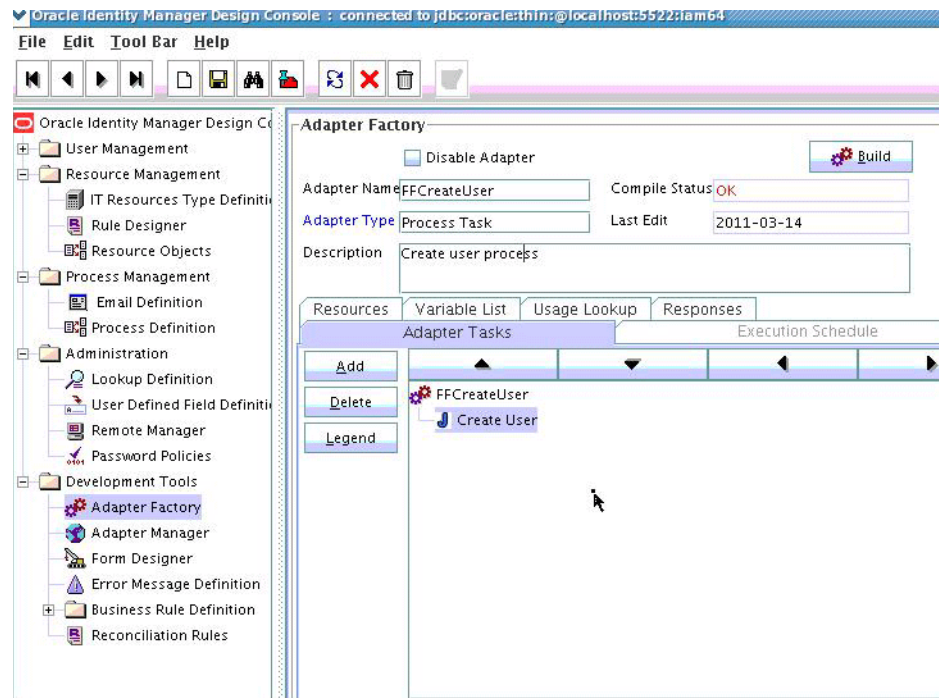 Oracle Identity Manager Design Console : connected to jdbc:oracle:thin:@localhost:5522:iam64
File Edit Tool Bar Help
Oracle Identity Manager Design Co
User Management
Resource Management
IT Resources Type Definiti
Rule Designer
Resource Objects
Process Management
Email Definition
Process Definition
Administration
Lookup Definition
User Defined Field Definiti
Remote Manager
Password Policies
Development Tools
Adapter Factory
Adapter Manager
Form Designer
Error Message Definition
Business Rule Definition
Reconciliation Rules
Adapter Factory
Disable Adapter
Build
Adapter Name FFCreateUser Compile Status OK
Adapter Type Process Task Last Edit 2011-03-14
Description Create user process
Resources Variable List Usage Lookup Responses
Adapter Tasks Execution Schedule
Add
Delete
Legend
FFCreateUser
Create User